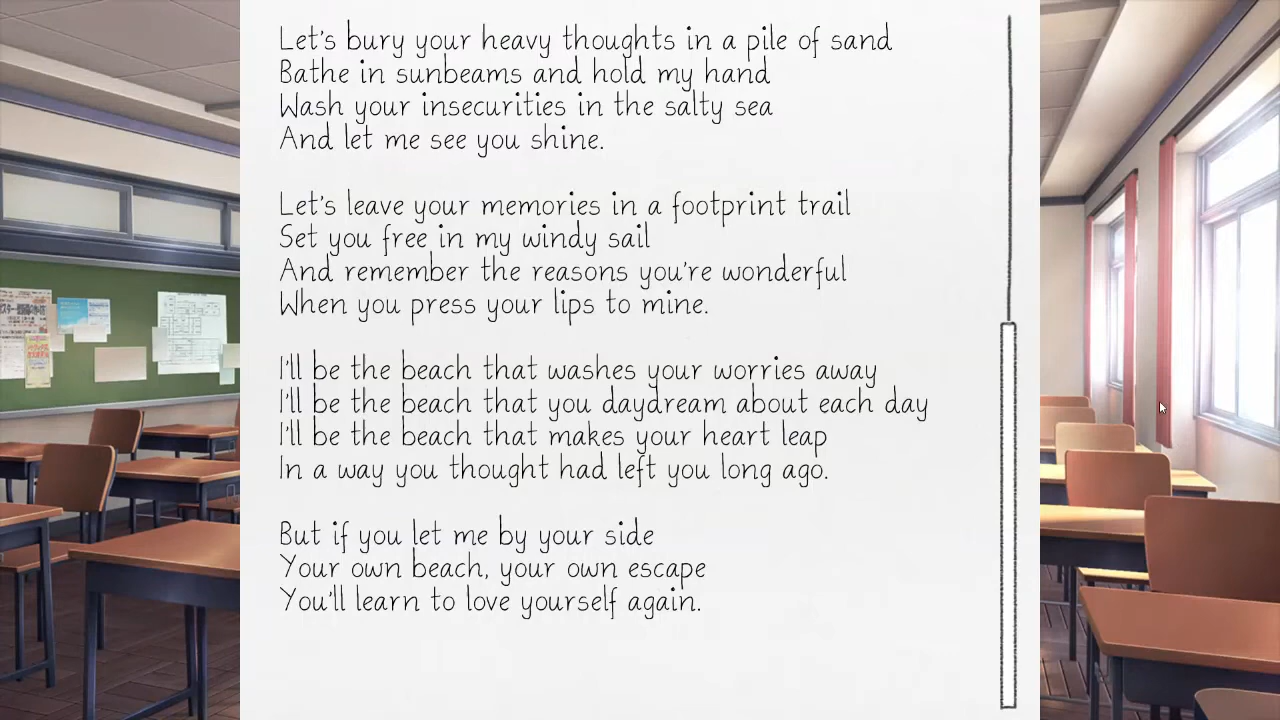 Let's bury your heavy thoughts in a pile of sand
Bathe in sunbeams and hold my hand
Wash your insecurities in the salty sea
And let me see you shine.
Let's leave your memories in a footprint trail
Set you free in my windy sail
And remember the reasons you're wonderful
When you press your lips to mine.
I'll be the beach that washes your worries away
I'll be the beach that you daydream about each day
I'll be the beach that makes your heart leap
In a way you thought had left you long ago.
But if you let me by your side
Your own beach, your own escape
You'll learn to love yourself again.